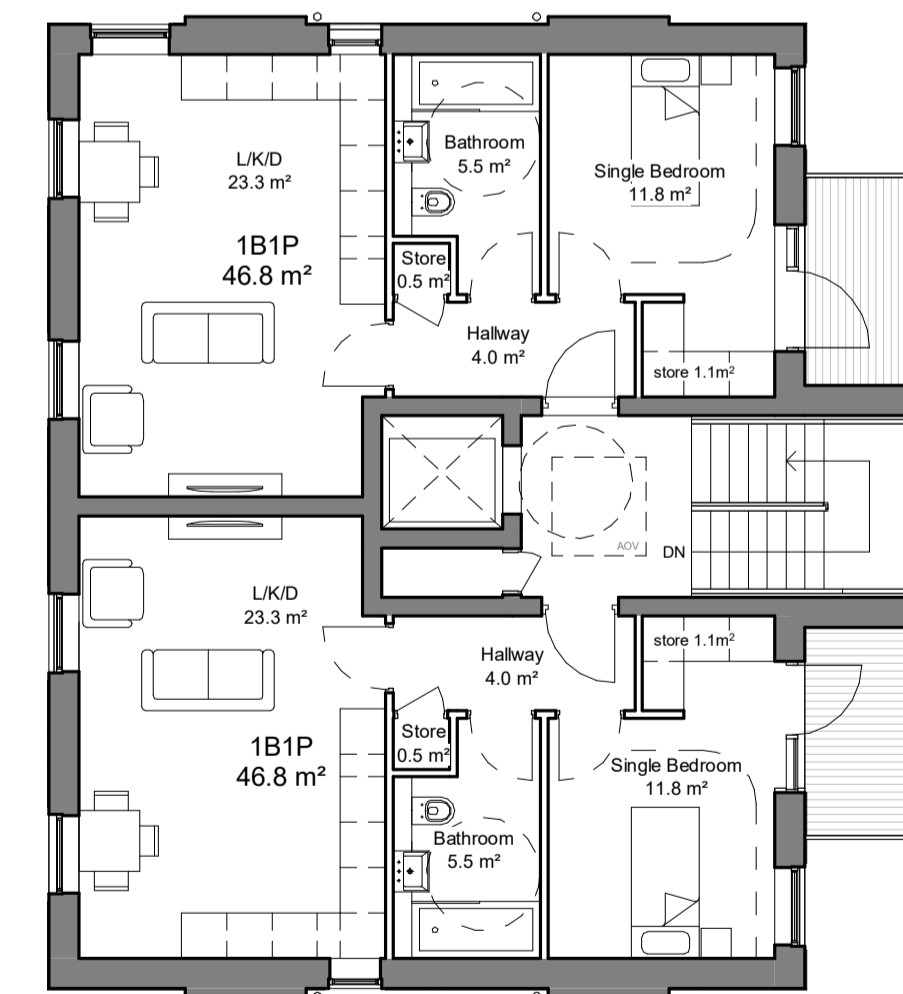 L/K/D
23.3 m²
1B1P
46.8 m²
Bathroom
5.5 m²
Single Bedroom
11.8 m²
Store
0.5 m²
Hallway
4.0 m²
store 1.1m²
AOV
DN
L/K/D
23.3 m²
Hallway
4.0 m²
store 1.1m²
1B1P
46.8 m²
Store
0.5 m²
Single Bedroom
11.8 m²
Bathroom
5.5 m²